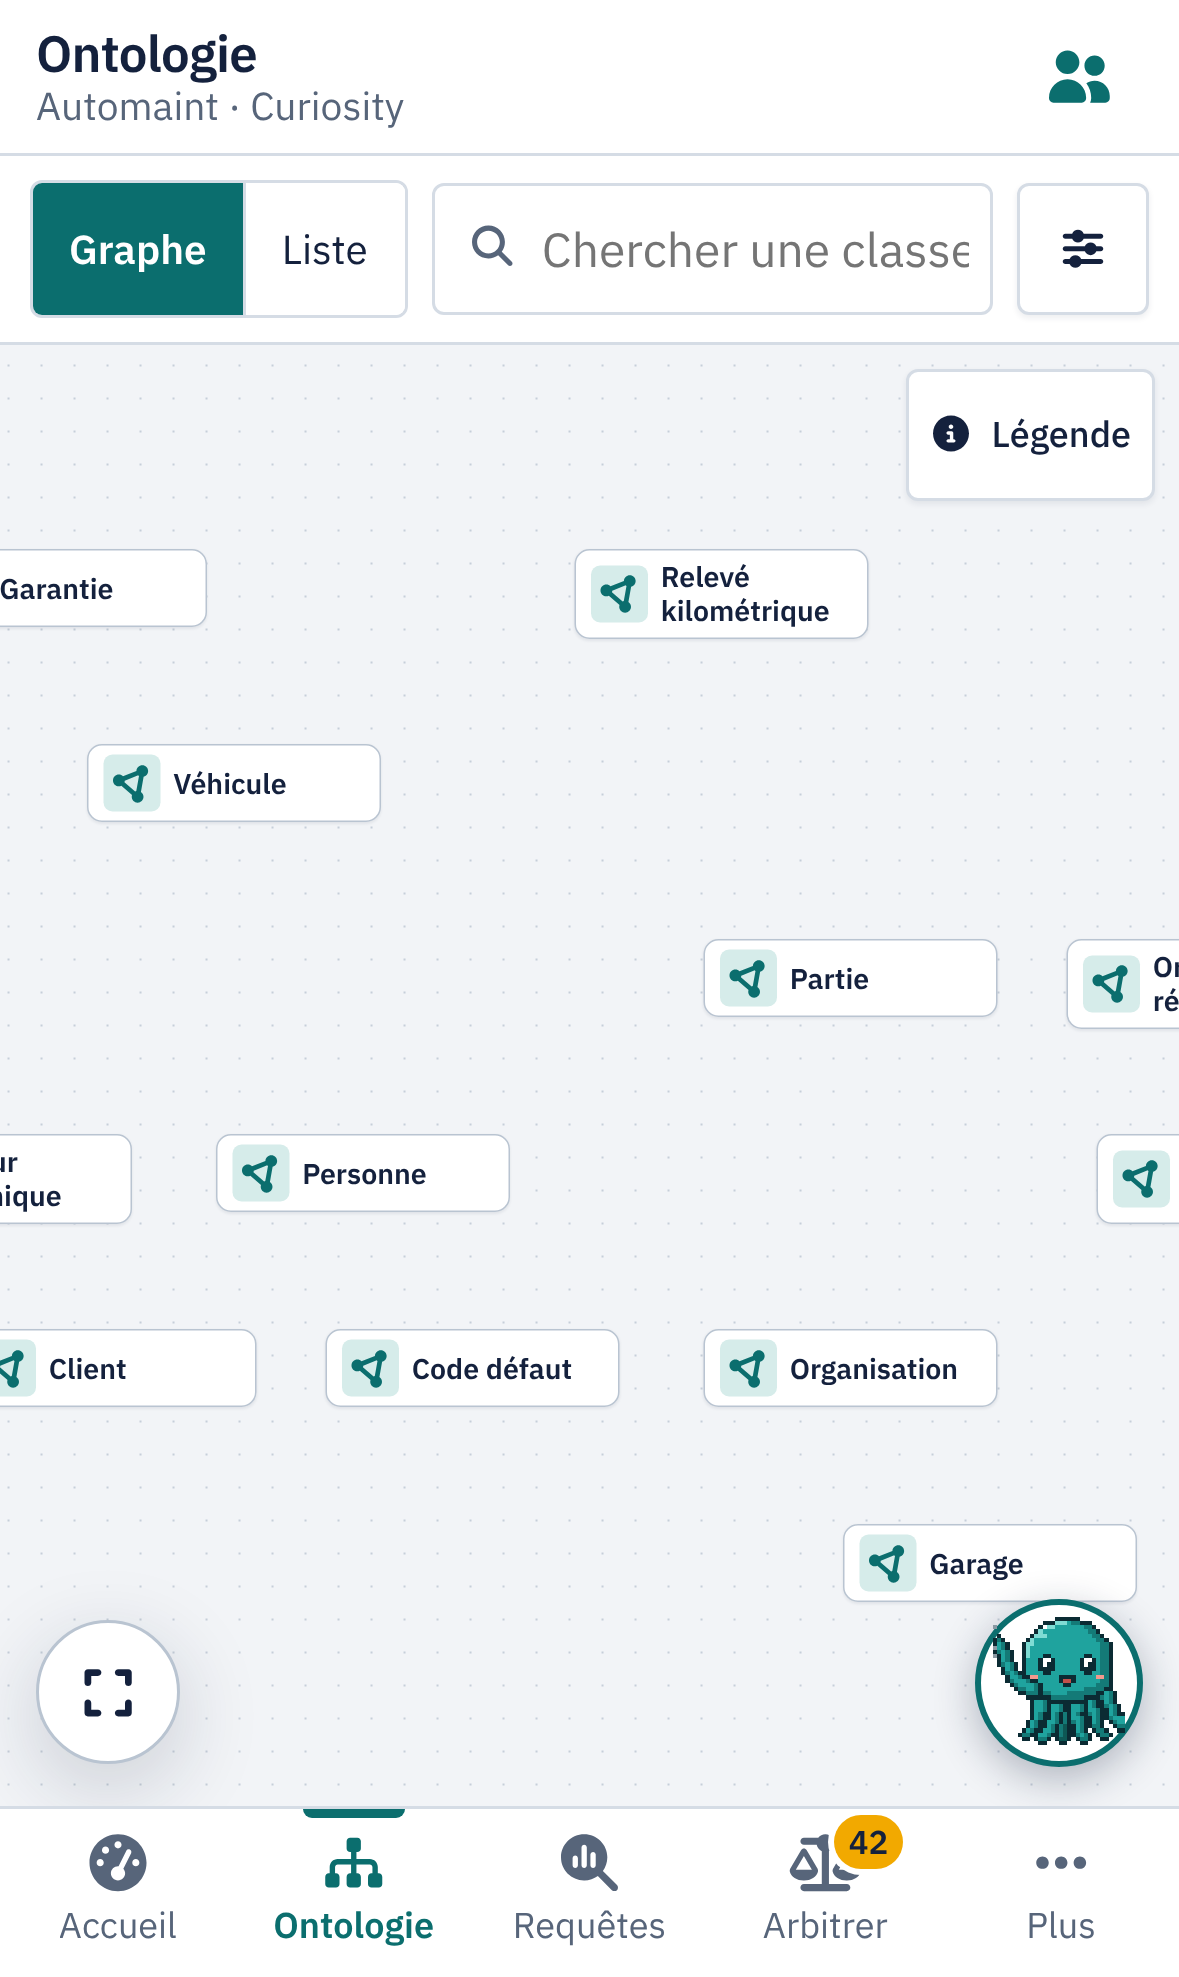 Ontologie
Automaint · Curiosity
Graphe
Liste
Chercher une classe
Légende
Garantie
Relevé
kilométrique
Véhicule
Partie
Personne
Client
Code défaut
Organisation
Garage
42
Accueil
Ontologie
Requêtes
Arbitrer
Plus